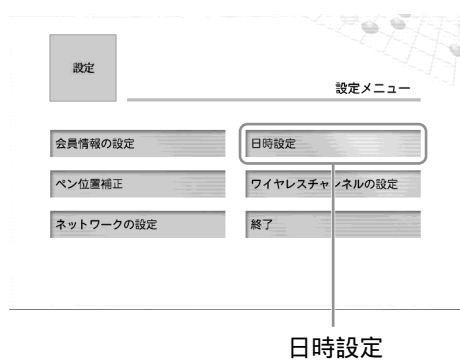 設定
設定メニュー
会員情報の設定
日時設定
ペン位置補正
ワイヤレスチャンネルの設定
ネットワークの設定
終了
日時設定